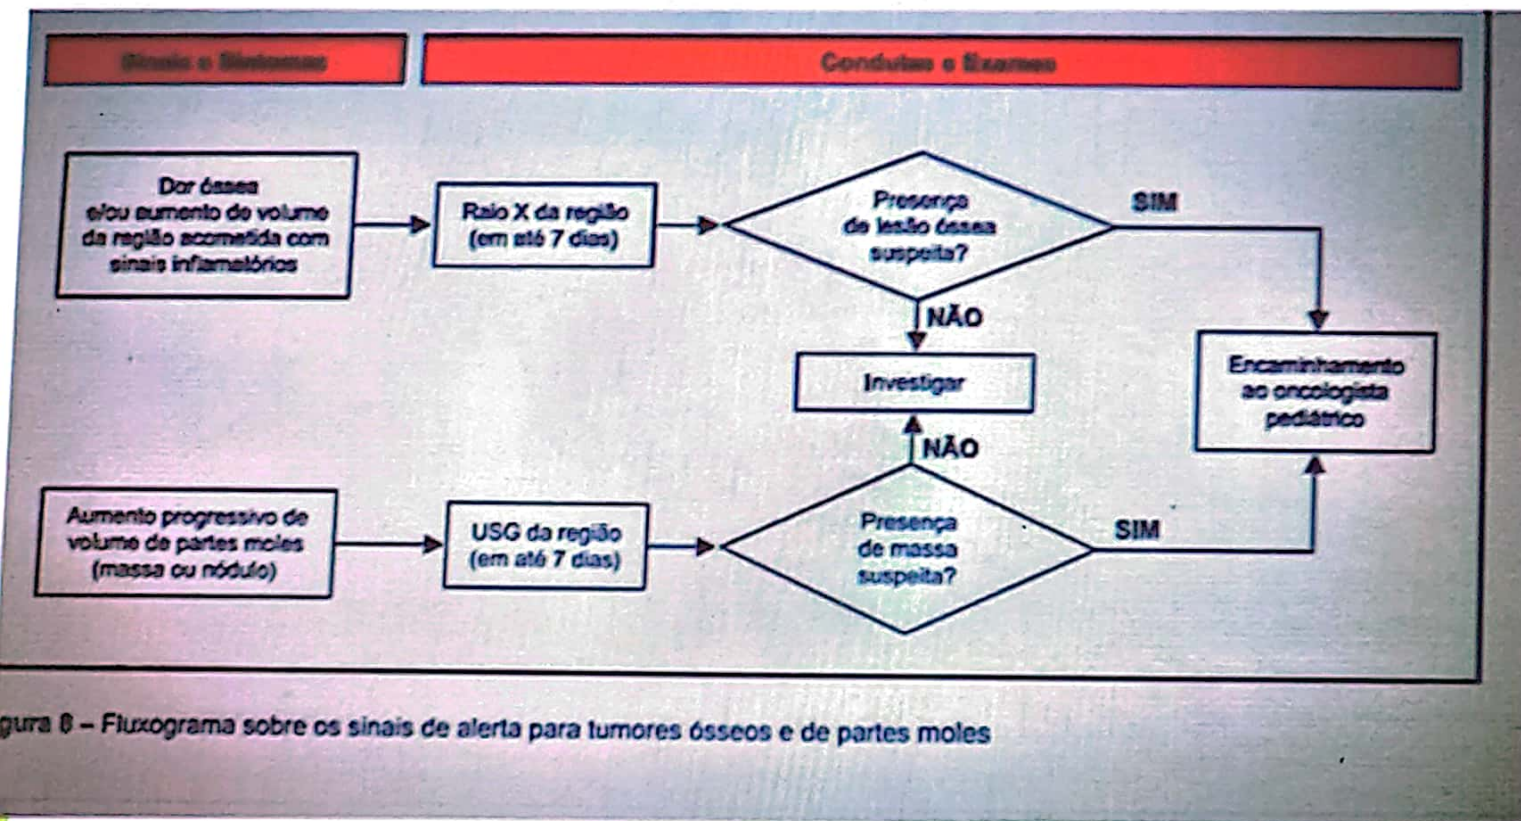 Sinais e Sintomas
Condutas e Exames
Dor óssea
e/ou aumento de volume
da região acometida com
sinais inflamatórios
Raio X da região
(em até 7 dias)
Presença
de lesão óssea
suspeita?
SIM
NÃO
Investigar
Encaminhamento
ao oncologista
pediátrico
NÃO
Aumento progressivo de
volume de partes moles
(massa ou nódulo)
USG da região
(em até 7 dias)
Presença
de massa
suspeita?
SIM
gura 8 – Fluxograma sobre os sinais de alerta para tumores ósseos e de partes moles